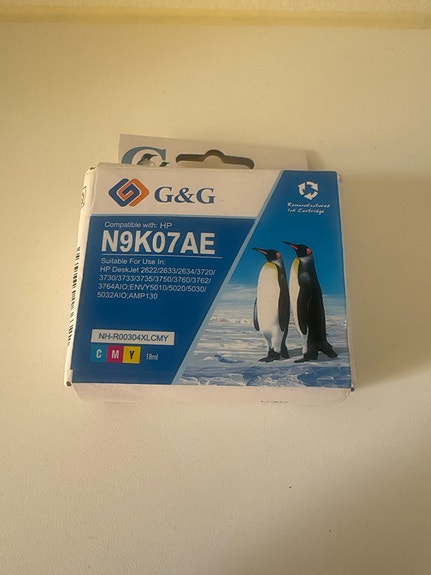 G&G
Remanufactured
Ink Cartridge
Compatible with: HP
N9K07AE
Suitable For Use In:
HP DeskJet 2622/2633/2634/3720/
3730/3733/3735/3750/3760/3762/
3764AIO;ENVY5010/5020/5030/
5032AIO;AMP130
NH-R00304XLCMY
C M Y 18ml